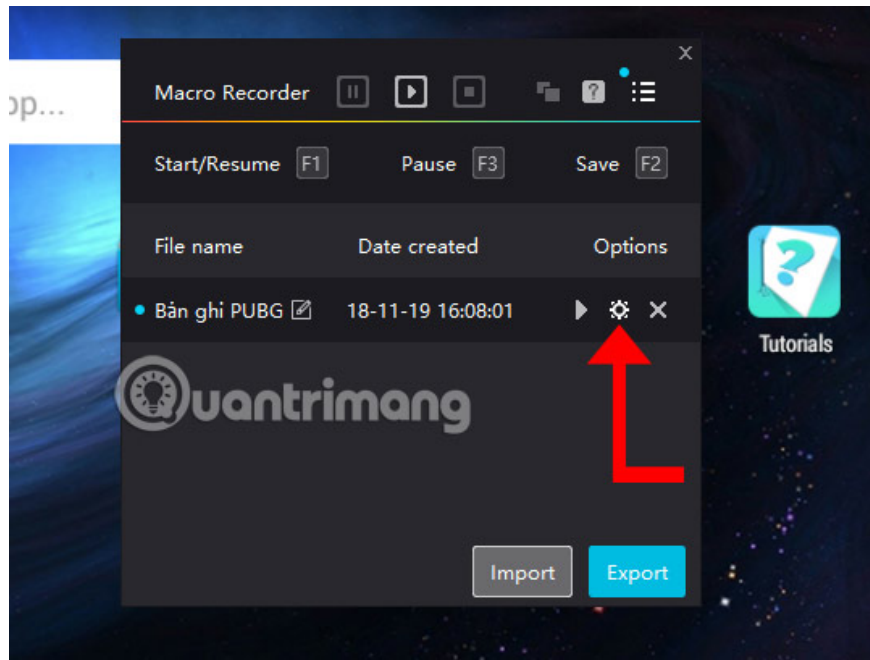 op...
Macro Recorder
Start/Resume F1 Pause F3 Save F2
File name Date created Options
Bản ghi PUBG 18-11-19 16:08:01
Quantrimang
Tutorials
Import Export